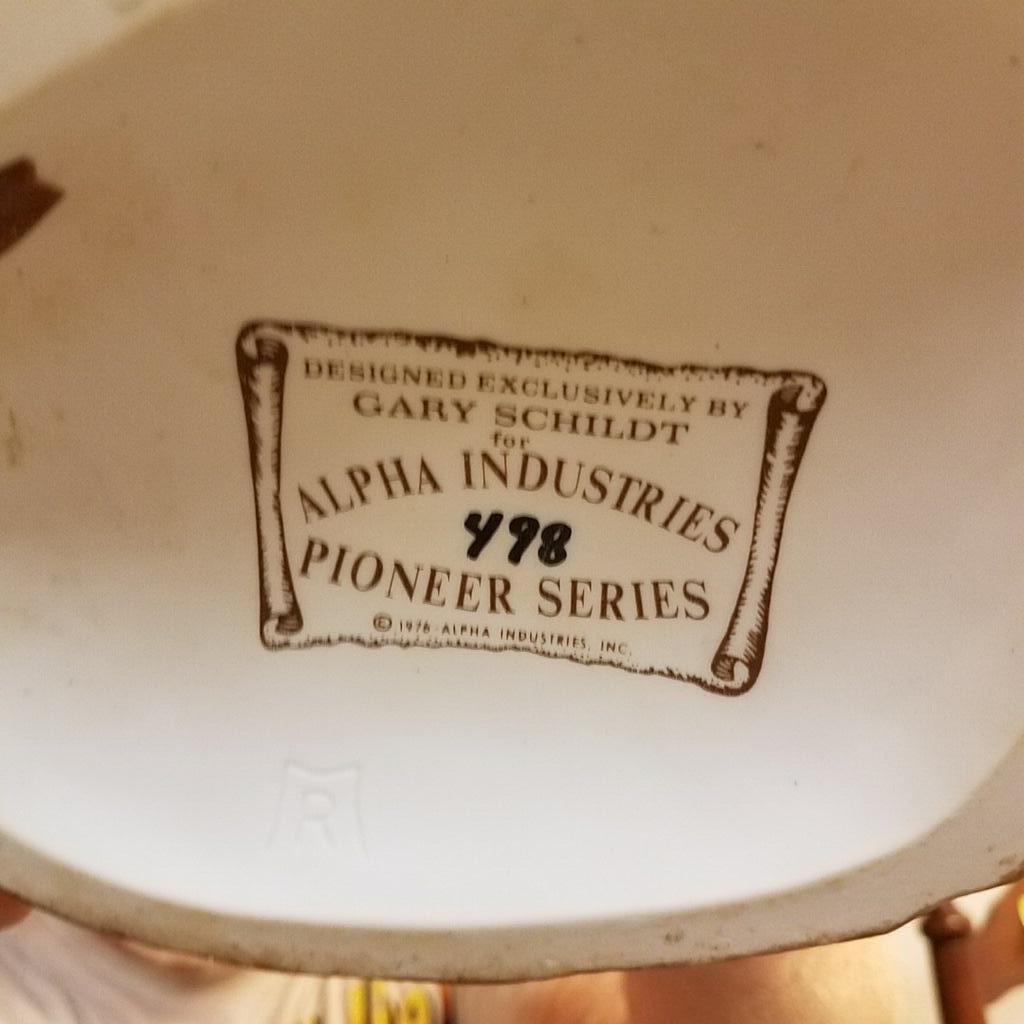 DESIGNED EXCLUSIVELY BY
GARY SCHILDT
for
ALPHA INDUSTRIES
498
PIONEER SERIES
© 1976 ALPHA INDUSTRIES, INC.
R